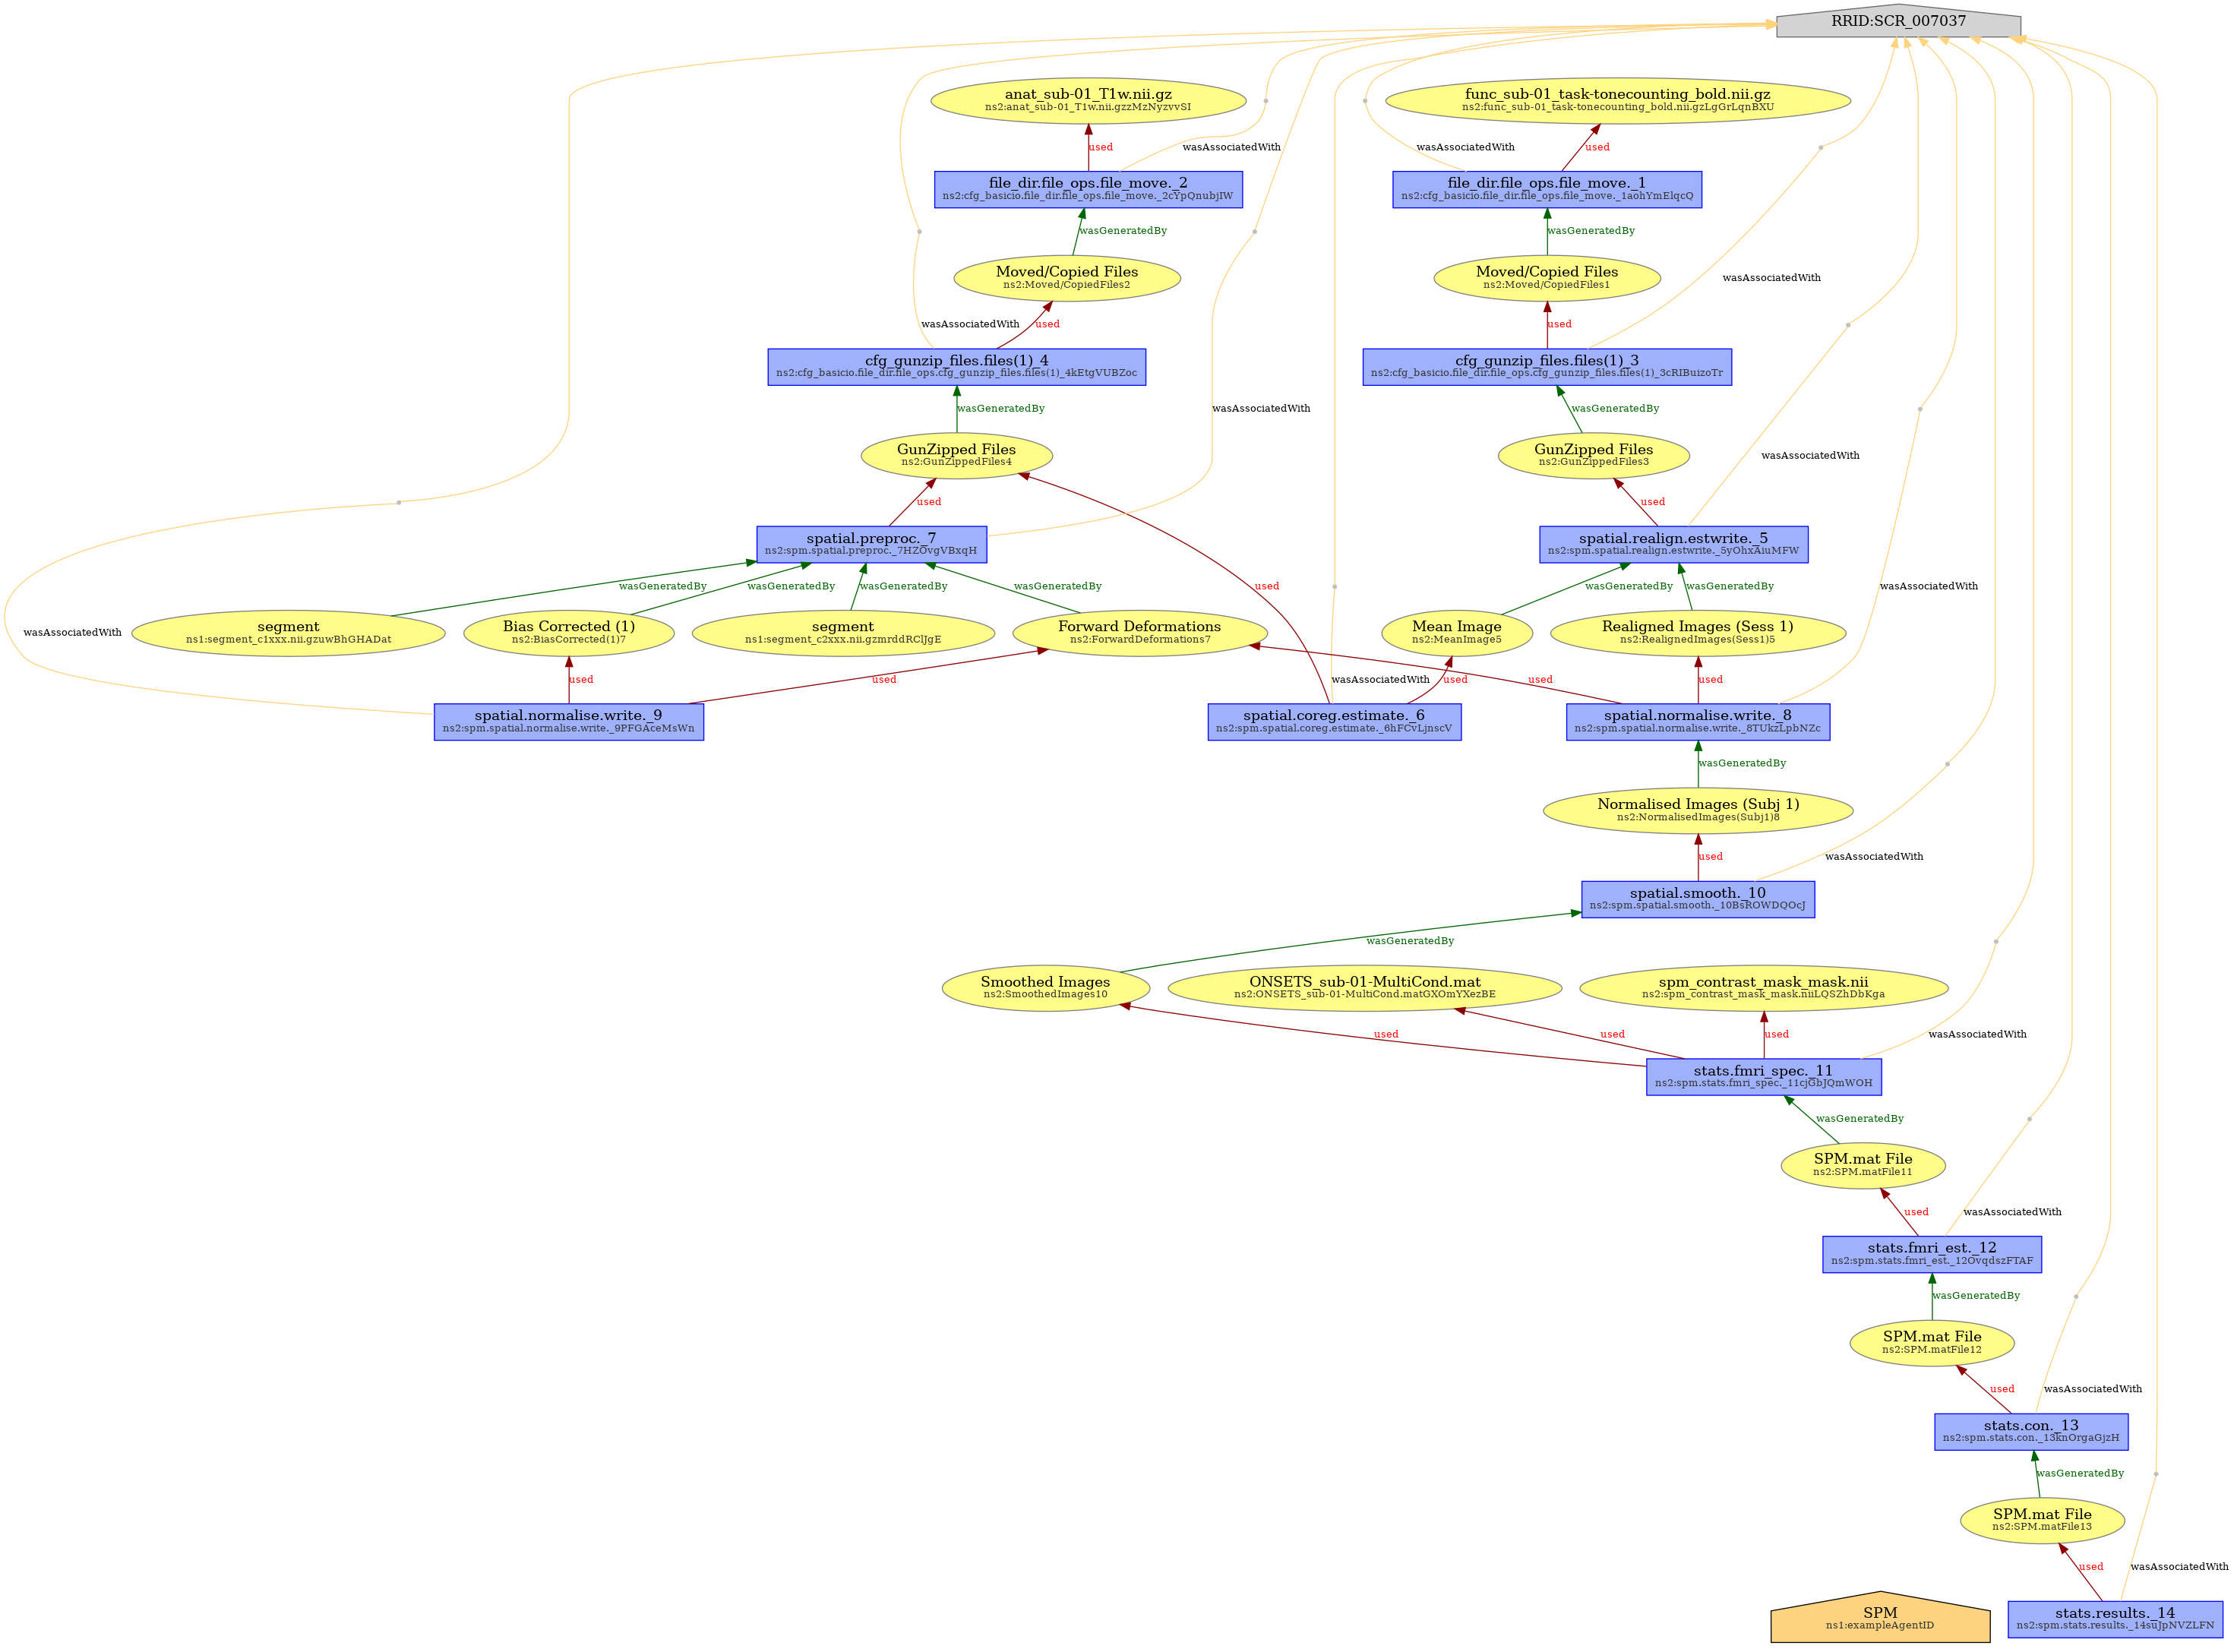 RRID:SCR_007037
anat_sub-01_T1w.nii.gz
ns2:anat_sub-01_T1w.nii.gzzMzNyzvvSI
func_sub-01_task-tonecounting_bold.nii.gz
ns2:func_sub-01_task-tonecounting_bold.nii.gzLgGrLqnBXU
used
wasAssociatedWith
wasAssociatedWith
used
file_dir.file_ops.file_move._2
ns2:cfg_basicio.file_dir.file_ops.file_move._2cYpQnubjIW
file_dir.file_ops.file_move._1
ns2:cfg_basicio.file_dir.file_ops.file_move._1aohYmElqcQ
wasGeneratedBy
wasGeneratedBy
Moved/Copied Files
ns2:Moved/CopiedFiles2
Moved/Copied Files
ns2:Moved/CopiedFiles1
wasAssociatedWith
wasAssociatedWith
used
used
cfg_gunzip_files.files(1)_4
ns2:cfg_basicio.file_dir.file_ops.cfg_gunzip_files.files(1)_4kEtgVUBZoc
cfg_gunzip_files.files(1)_3
ns2:cfg_basicio.file_dir.file_ops.cfg_gunzip_files.files(1)_3cRIBuizoTr
wasGeneratedBy
wasAssociatedWith
wasGeneratedBy
GunZipped Files
ns2:GunZippedFiles4
GunZipped Files
ns2:GunZippedFiles3
wasAssociatedWith
used
used
spatial.preproc._7
ns2:spm.spatial.preproc._7HZOvgVBxqH
spatial.realign.estwrite._5
ns2:spm.spatial.realign.estwrite._5yOhxAiuMFW
wasGeneratedBy
wasGeneratedBy
wasGeneratedBy
wasGeneratedBy
used
wasGeneratedBy
wasGeneratedBy
wasAssociatedWith
segment
ns1:segment_c1xxx.nii.gzuwBhGHADat
Bias Corrected (1)
ns2:BiasCorrected(1)7
segment
ns1:segment_c2xxx.nii.gzmrddRClJgE
Forward Deformations
ns2:ForwardDeformations7
Mean Image
ns2:MeanImage5
Realigned Images (Sess 1)
ns2:RealignedImages(Sess1)5
wasAssociatedWith
used
used
wasAssociatedWith
used
used
used
spatial.normalise.write._9
ns2:spm.spatial.normalise.write._9PFGAceMsWn
spatial.coreg.estimate._6
ns2:spm.spatial.coreg.estimate._6hFCvLjnscV
spatial.normalise.write._8
ns2:spm.spatial.normalise.write._8TUkzLpbNZc
wasGeneratedBy
Normalised Images (Subj 1)
ns2:NormalisedImages(Subj1)8
used
wasAssociatedWith
spatial.smooth._10
ns2:spm.spatial.smooth._10BsROWDQOcJ
wasGeneratedBy
Smoothed Images
ns2:SmoothedImages10
ONSETS_sub-01-MultiCond.mat
ns2:ONSETS_sub-01-MultiCond.matGXOmYXezBE
spm_contrast_mask_mask.nii
ns2:spm_contrast_mask_mask.niiLQSZhDbKga
used
used
used
wasAssociatedWith
stats.fmri_spec._11
ns2:spm.stats.fmri_spec._11cjGbJQmWOH
wasGeneratedBy
SPM.mat File
ns2:SPM.matFile11
used
wasAssociatedWith
stats.fmri_est._12
ns2:spm.stats.fmri_est._12OvqdszFTAF
wasGeneratedBy
SPM.mat File
ns2:SPM.matFile12
used
wasAssociatedWith
stats.con._13
ns2:spm.stats.con._13knOrgaGjzH
wasGeneratedBy
SPM.mat File
ns2:SPM.matFile13
used
wasAssociatedWith
SPM
ns1:exampleAgentID
stats.results._14
ns2:spm.stats.results._14suJpNVZLFN